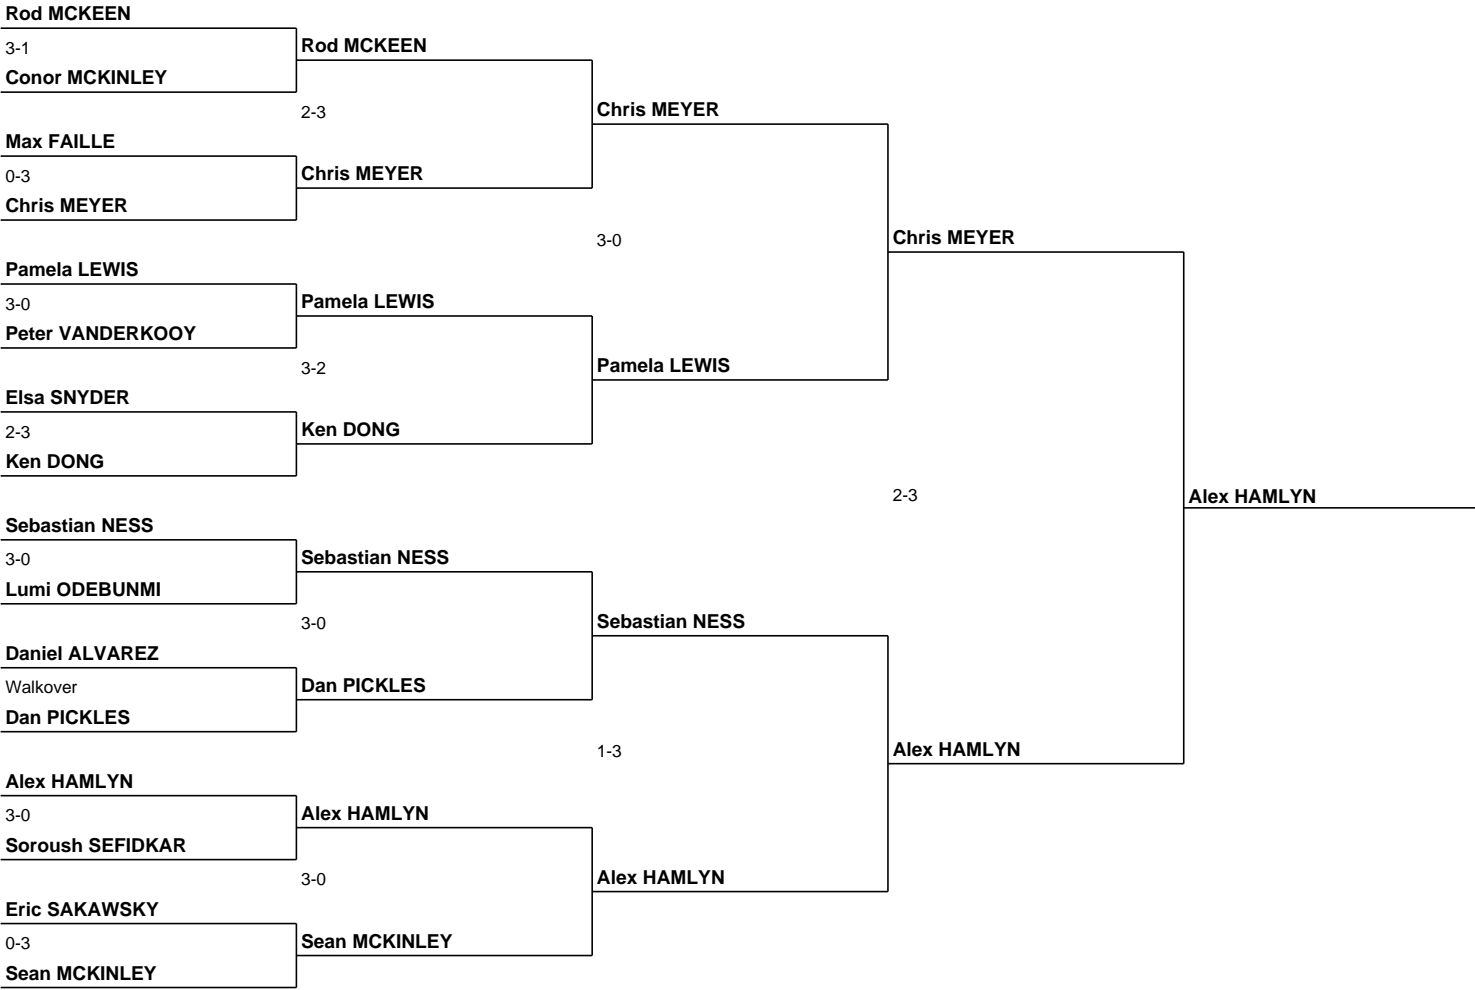 Rod MCKEEN
3-1
Conor MCKINLEY
Max FAILLE
0-3
Chris MEYER
Pamela LEWIS
3-0
Peter VANDERKOOY
Elsa SNYDER
2-3
Ken DONG
Sebastian NESS
3-0
Lumi ODEBUNMI
Daniel ALVAREZ
Walkover
Dan PICKLES
Alex HAMLYN
3-0
Soroush SEFIDKAR
Eric SAKAWSKY
0-3
Sean MCKINLEY
Rod MCKEEN
2-3
Chris MEYER
Pamela LEWIS
3-2
Ken DONG
Sebastian NESS
3-0
Dan PICKLES
Alex HAMLYN
3-0
Sean MCKINLEY
Chris MEYER
3-0
Pamela LEWIS
Sebastian NESS
1-3
Alex HAMLYN
Chris MEYER
2-3
Alex HAMLYN
Alex HAMLYN